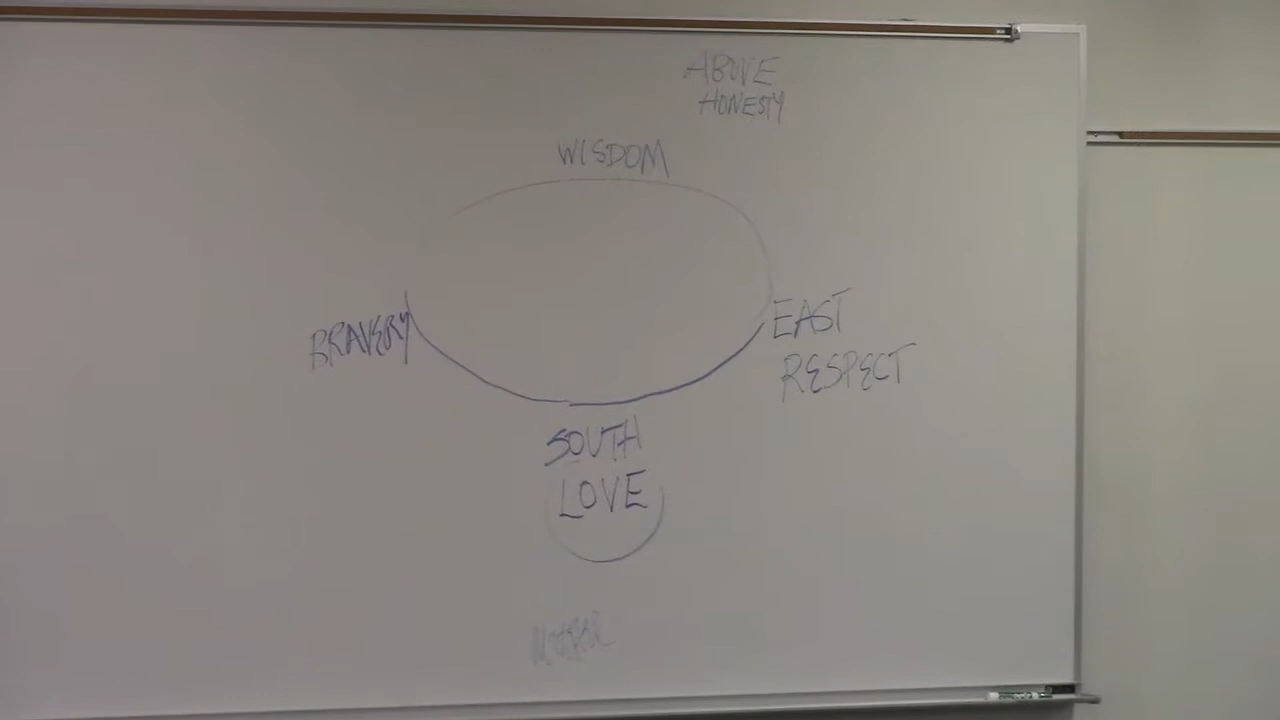 ABOVE
HONESTY
WISDOM
BRAVERY
EAST
RESPECT
SOUTH
LOVE